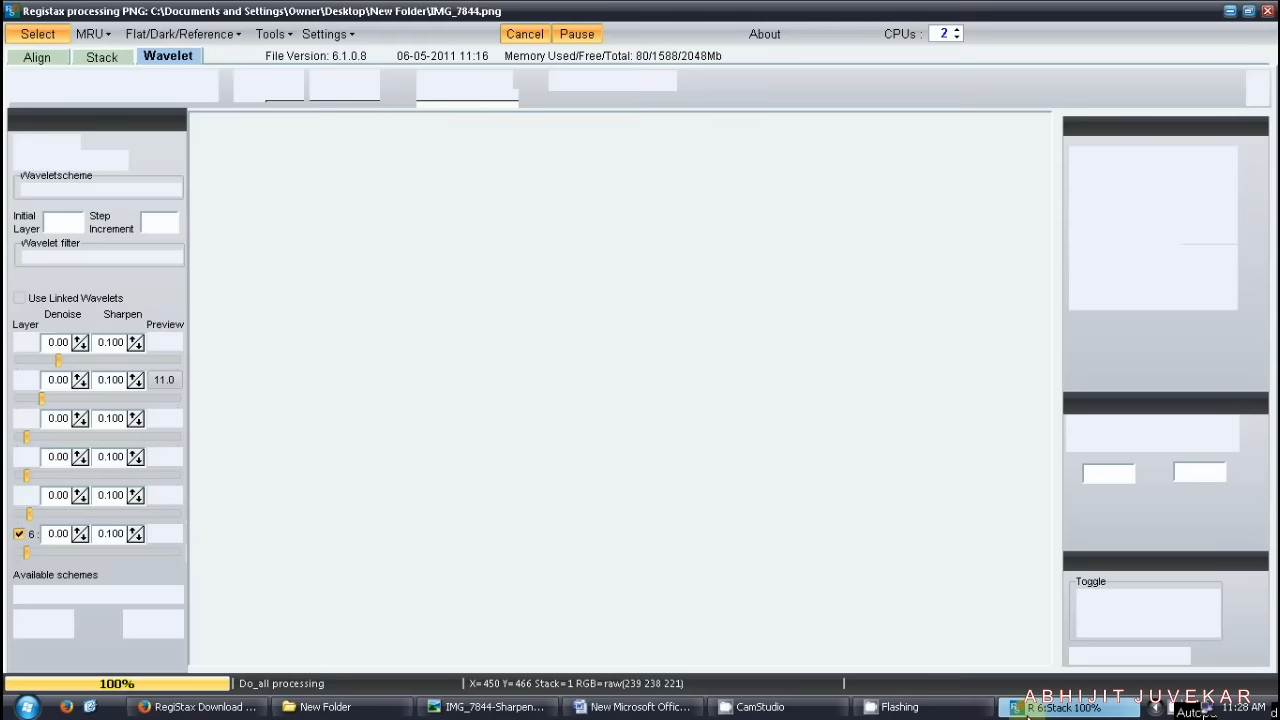 Registax processing PNG: C:\Documents and Settings\Owner\Desktop\New Folder\IMG_7844.png
Select MRU Flat/Dark/Reference Tools Settings Cancel Pause About CPUs : 2
Align Stack Wavelet File Version: 6.1.0.8 06-05-2011 11:16 Memory Used/Free/Total: 80/1588/2048Mb
Waveletscheme
Initial Layer Step Increment
Wavelet filter
Use Linked Wavelets
Denoise Sharpen
Layer Preview
0.00 0.100
0.00 0.100 11.0
0.00 0.100
0.00 0.100
0.00 0.100
6: 0.00 0.100
Available schemes
Toggle
100% Do_all processing X=450 Y=466 Stack=1 RGB=raw(239 238 221)
ABHIJIT JUVEKAR
RegiStax Download ... New Folder IMG_7844-Sharpen... New Microsoft Offic... CamStudio Flashing R 6:Stack 100% 11:28 AM